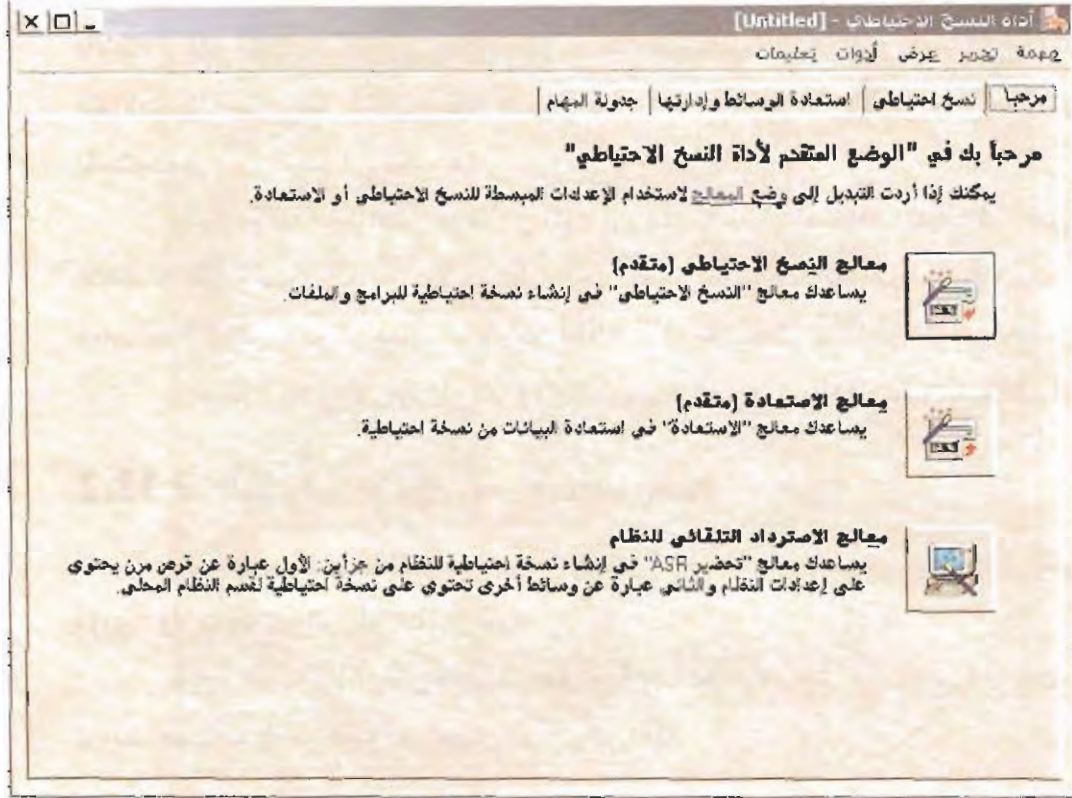 أداة النسخ الاحتياطي - [Untitled]
مهمة تحرير عرض أدوات تعليمات
مرحبا نسخ احتياطي استعادة الوسائط وإدارتها جدولة المهام
مرحباً بك في "الوضع المتقدم لأداة النسخ الاحتياطي"
يمكنك إذا أردت التبديل إلى وضع المعالج لاستخدام الإعدادات المبسطة للنسخ الاحتياطي أو الاستعادة.
معالج النسخ الاحتياطي (متقدم)
يساعدك معالج "النسخ الاحتياطي" في إنشاء نسخة احتياطية للبرامج والملفات.
معالج الاستعادة (متقدم)
يساعدك معالج "الاستعادة" في استعادة البيانات من نسخة احتياطية.
معالج الاسترداد التلقائي للنظام
يساعدك معالج "تحضير ASR" في إنشاء نسخة احتياطية للنظام من جزأين: الأول عبارة عن قرص مرن يحتوي
على إعدادات النظام والثاني عبارة عن وسائط أخرى تحتوي على نسخة احتياطية لقسم النظام المحلي.